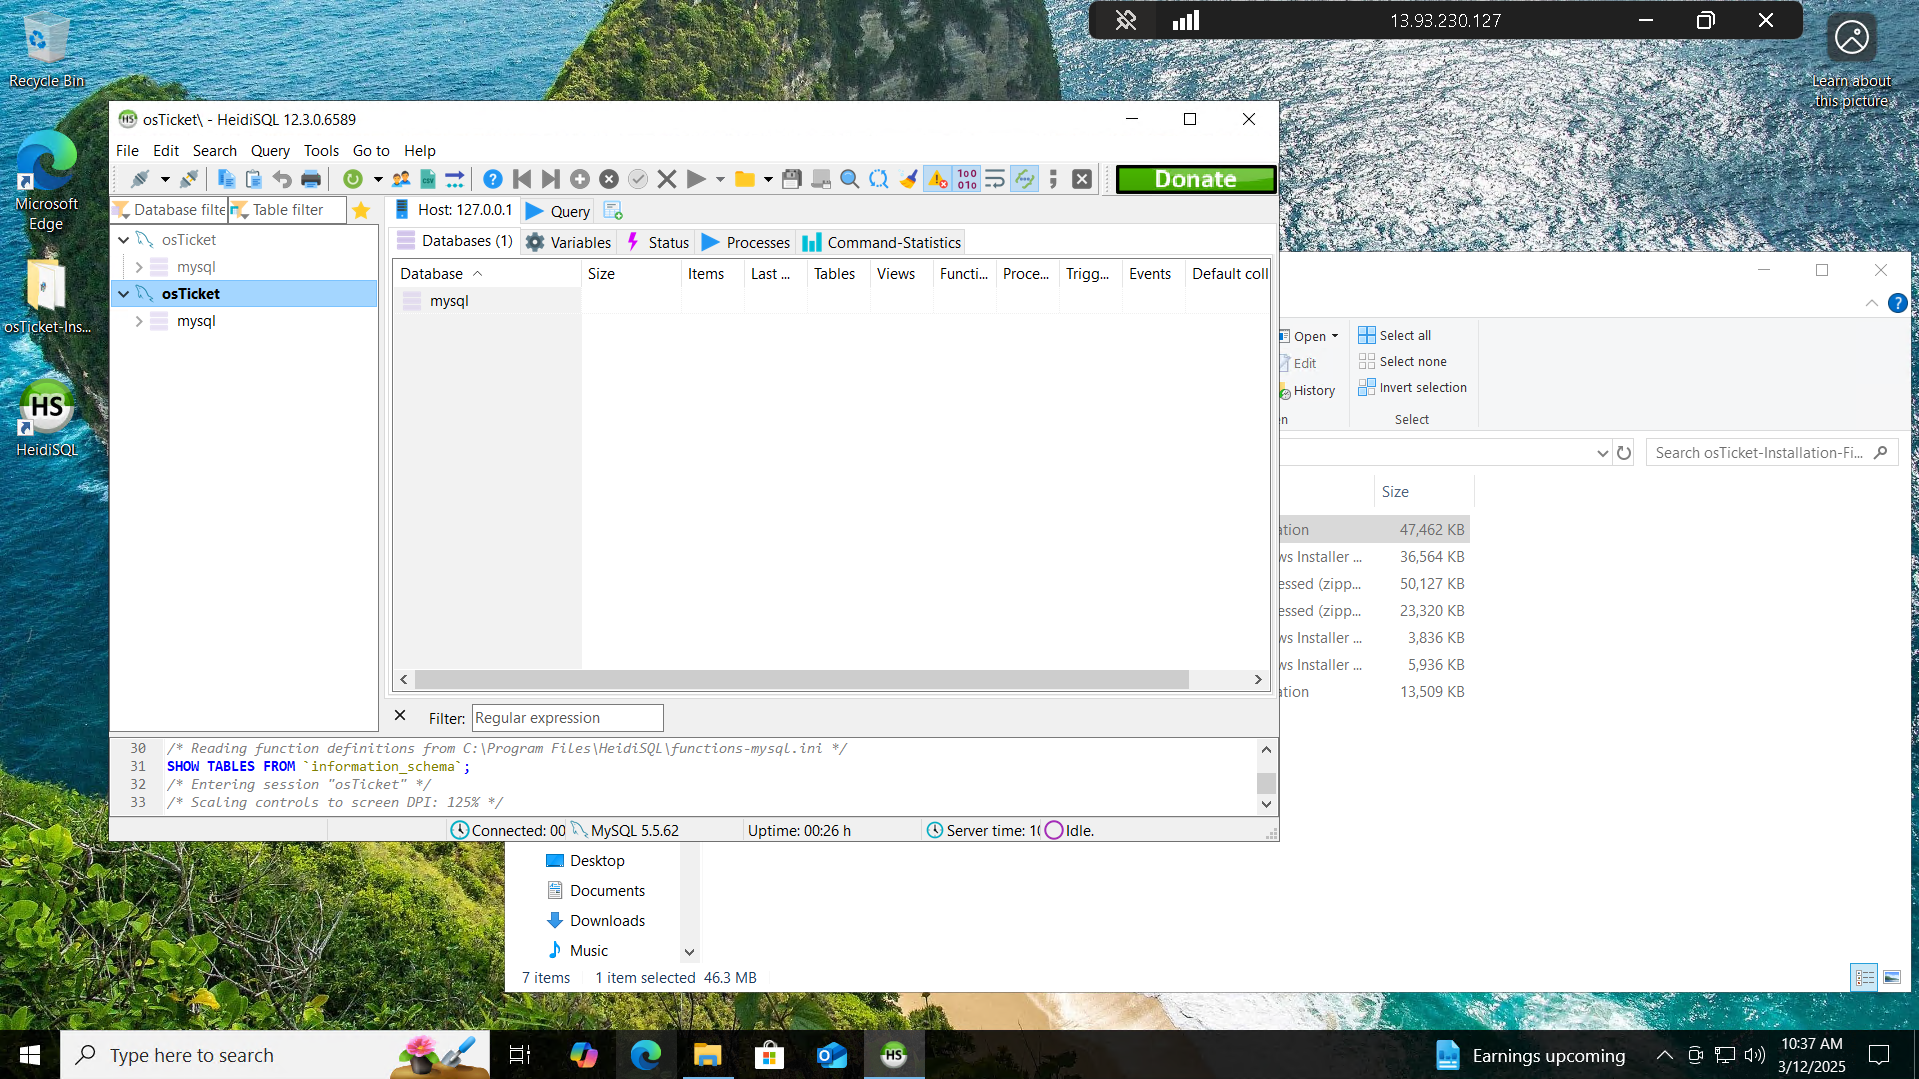 Recycle Bin
Microsoft
Edge
osTicket-Ins...
HS
HeidiSQL
13.93.230.127
Learn about
this picture
HS osTicket\ - HeidiSQL 12.3.0.6589
File Edit Search Query Tools Go to Help
Donate
Database filte Table filter
osTicket
mysql
osTicket
mysql
Host: 127.0.0.1 Query
Databases (1) Variables Status Processes Command-Statistics
Database Size Items Last ... Tables Views Functi... Proce... Trigg... Events Default coll
mysql
Filter: Regular expression
30 /* Reading function definitions from C:\Program Files\HeidiSQL\functions-mysql.ini */
31 SHOW TABLES FROM `information_schema`;
32 /* Entering session "osTicket" */
33 /* Scaling controls to screen DPI: 125% */
Connected: 00 MySQL 5.5.62 Uptime: 00:26 h Server time: 10 Idle.
Open
Edit
History
en
Select all
Select none
Invert selection
Select
Search osTicket-Installation-Fi...
Size
ation 47,462 KB
ws Installer ... 36,564 KB
essed (zipp... 50,127 KB
essed (zipp... 23,320 KB
ws Installer ... 3,836 KB
ws Installer ... 5,936 KB
ation 13,509 KB
Desktop
Documents
Downloads
Music
7 items 1 item selected 46.3 MB
Type here to search
HS
Earnings upcoming
10:37 AM
3/12/2025